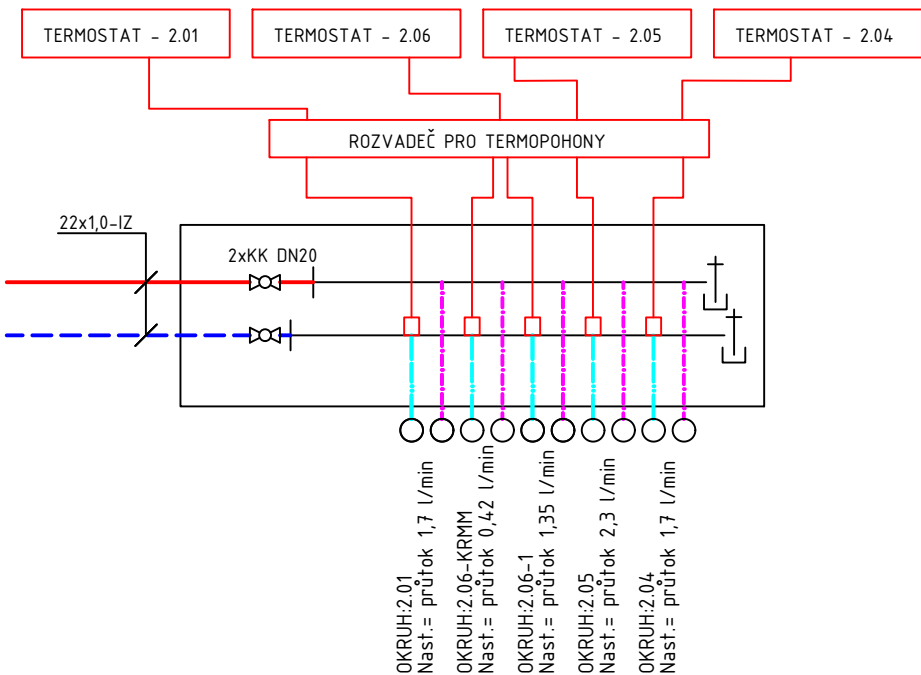 TERMOSTAT - 2.01
TERMOSTAT - 2.06
TERMOSTAT - 2.05
TERMOSTAT - 2.04
ROZVADEČ PRO TERMOPOHONY
22x1,0-IZ
2xKK DN20
OKRUH:2.01
Nast.= průtok 1,7 l/min
OKRUH:2.06-KRMM
Nast.= průtok 0,42 l/min
OKRUH:2.06-1
Nast.= průtok 1,35 l/min
OKRUH:2.05
Nast.= průtok 2,3 l/min
OKRUH:2.04
Nast.= průtok 1,7 l/min